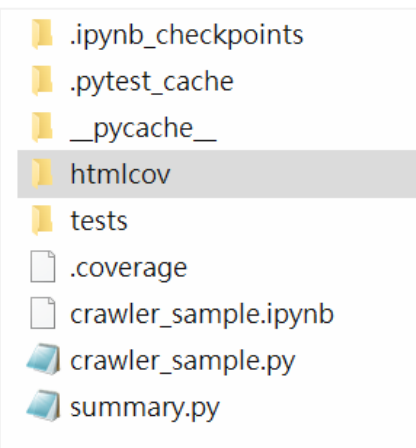 .ipynb_checkpoints
.pytest_cache
__pycache__
htmlcov
tests
.coverage
crawler_sample.ipynb
crawler_sample.py
summary.py